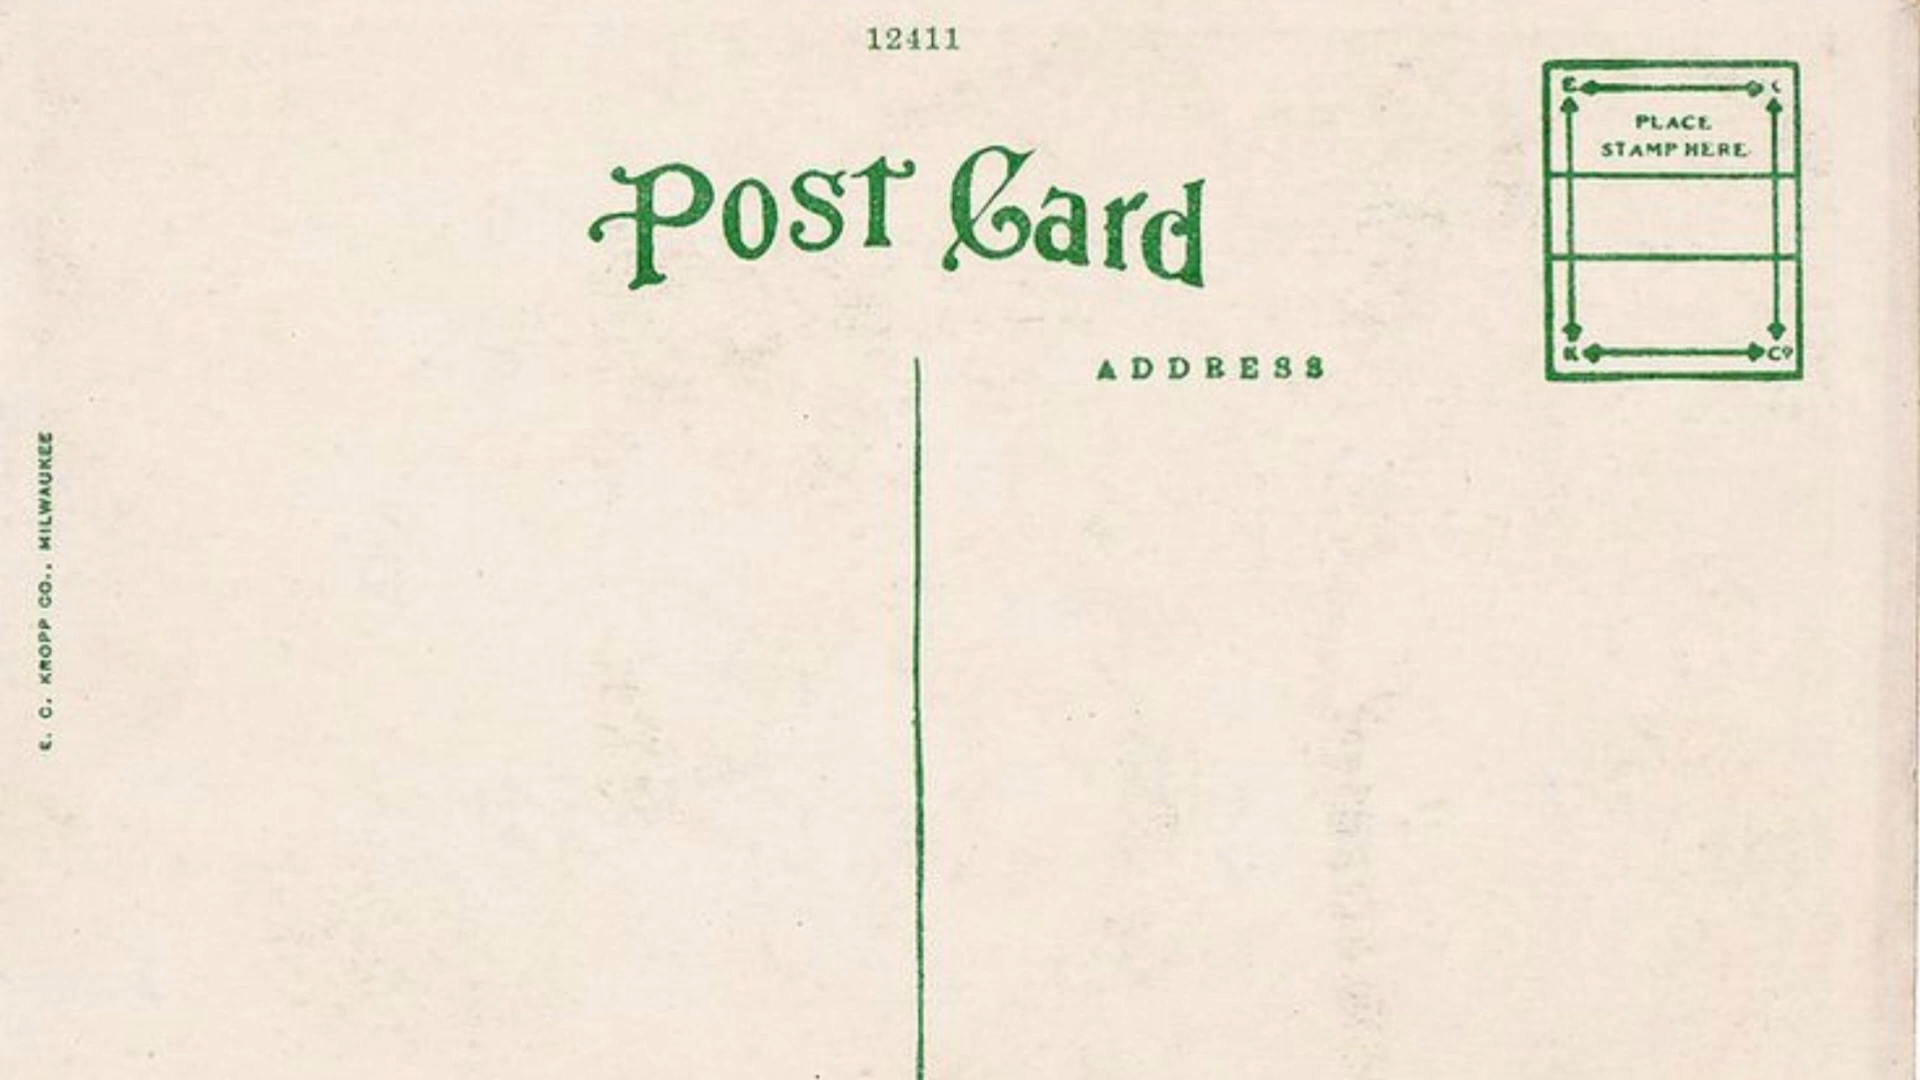 12411
Post Card
E C
PLACE
STAMP HERE
K Co
ADDRESS
E. C. KROPP CO., MILWAUKEE